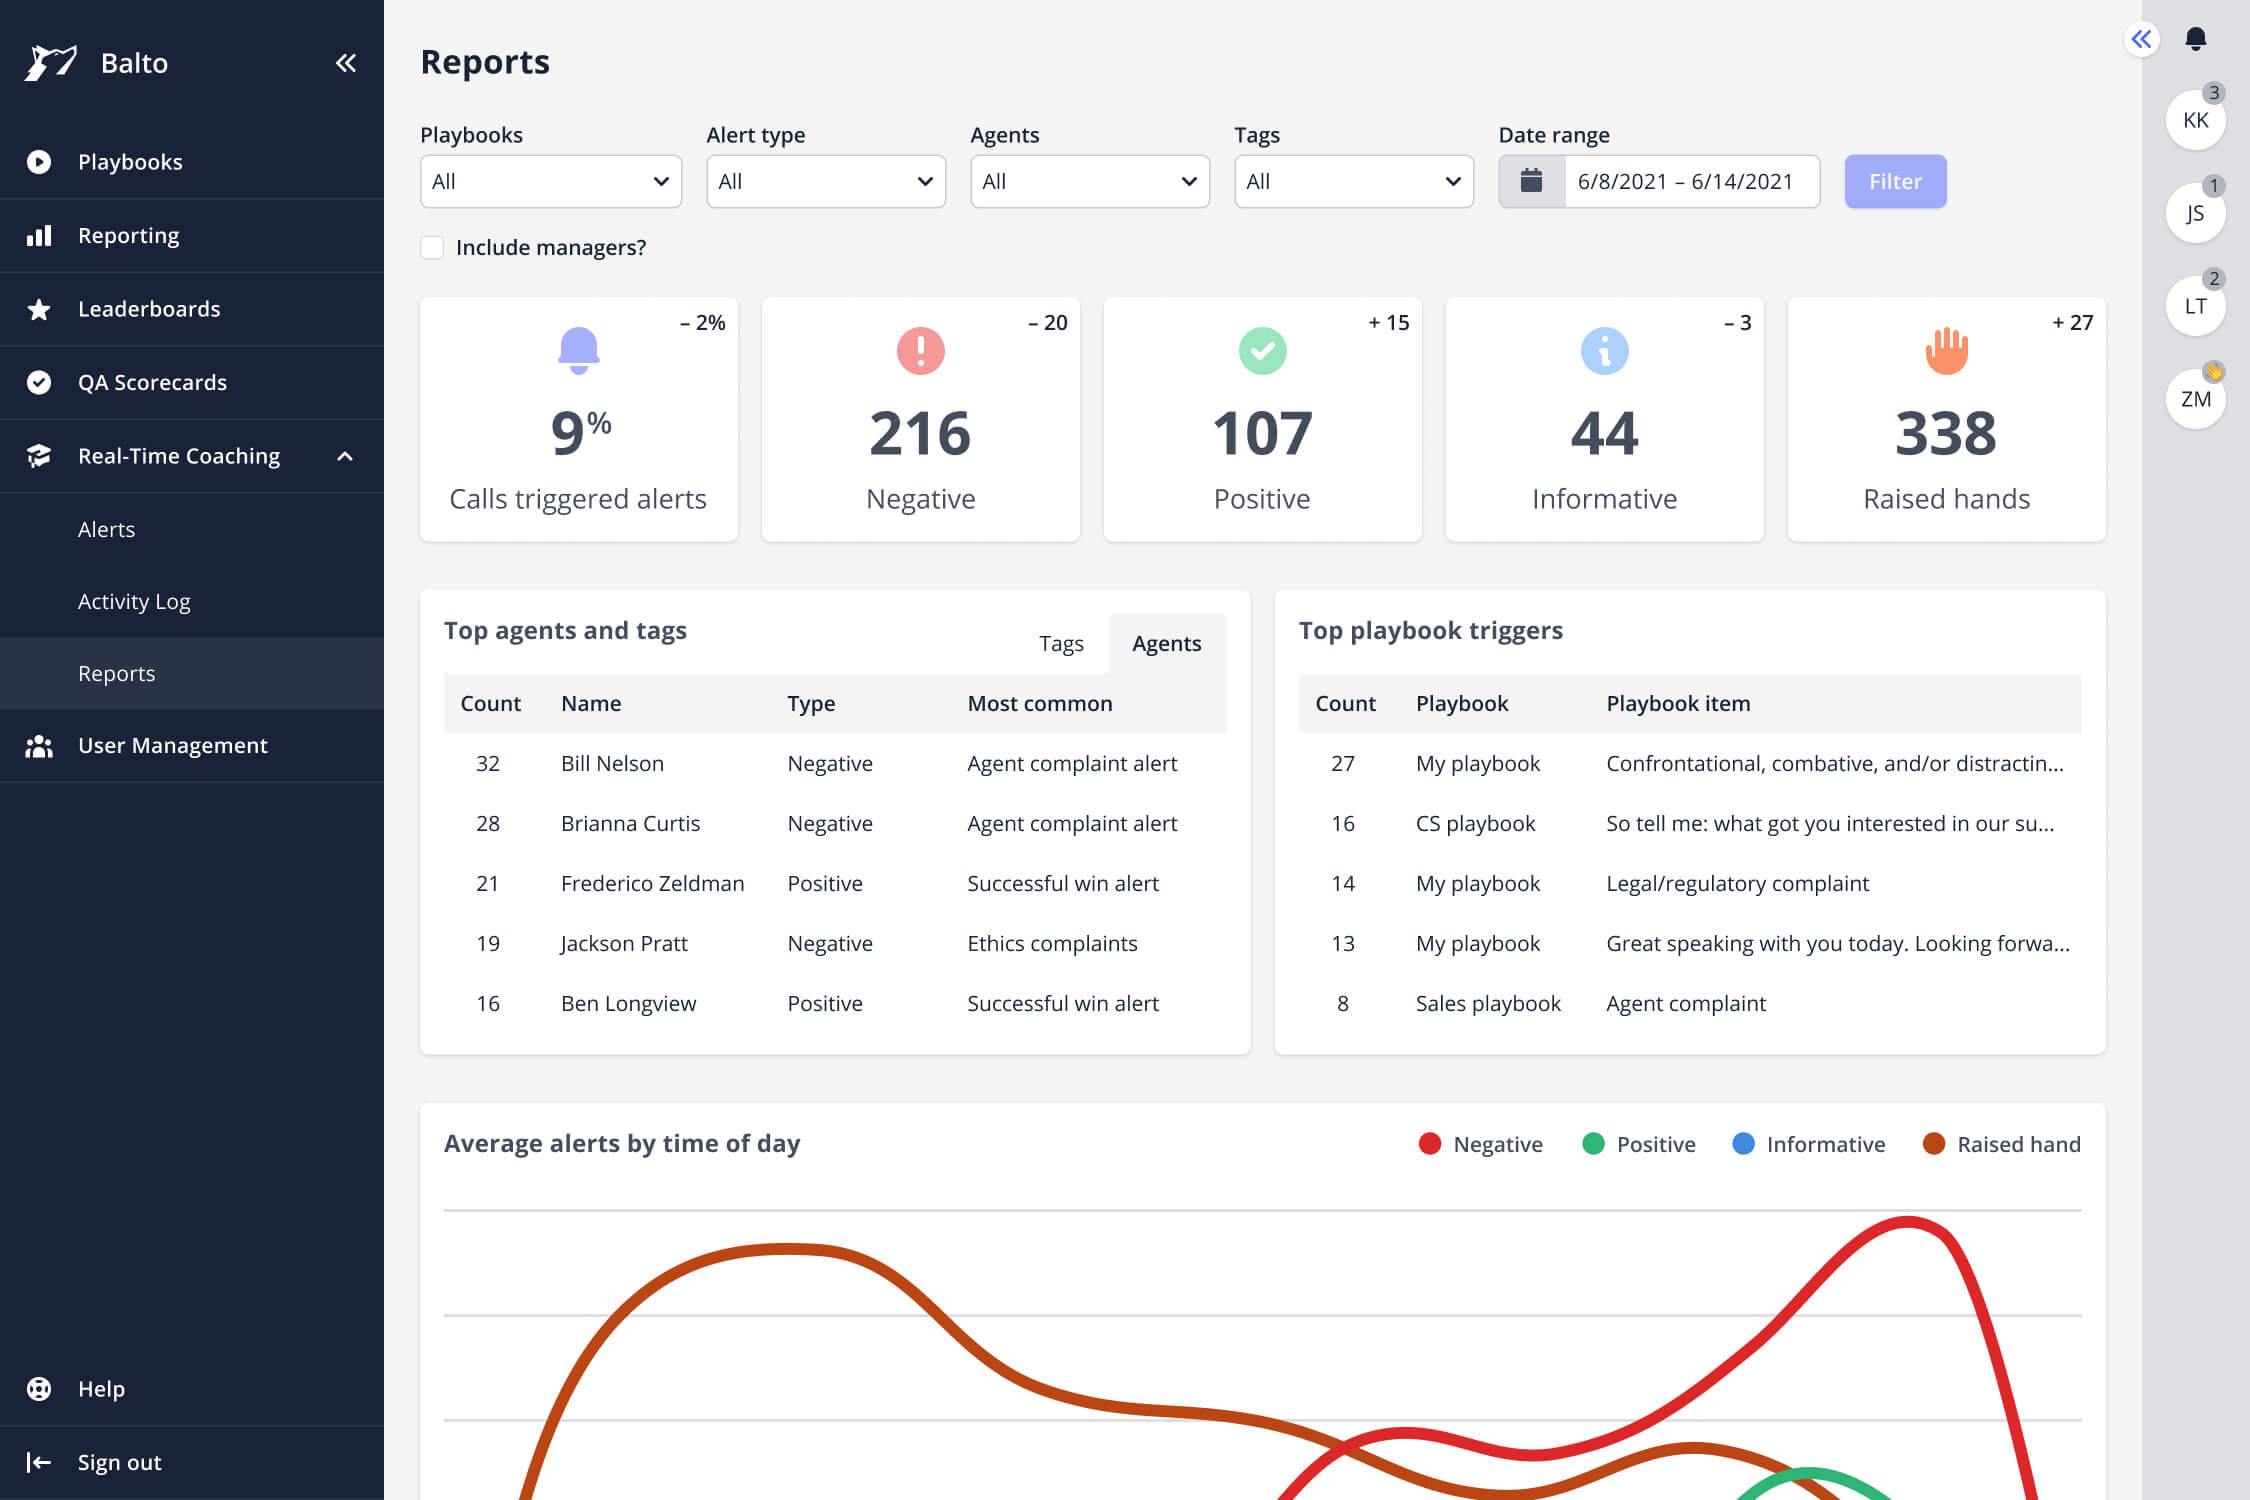 Balto
Playbooks
Reporting
Leaderboards
QA Scorecards
Real-Time Coaching
Alerts
Activity Log
Reports
User Management
Help
Sign out
Reports
Playbooks Alert type Agents Tags Date range
All All All All 6/8/2021 – 6/14/2021 Filter
Include managers?
– 2%
9%
Calls triggered alerts
– 20
216
Negative
+ 15
107
Positive
– 3
44
Informative
+ 27
338
Raised hands
Top agents and tags
Tags Agents
Count Name Type Most common
32 Bill Nelson Negative Agent complaint alert
28 Brianna Curtis Negative Agent complaint alert
21 Frederico Zeldman Positive Successful win alert
19 Jackson Pratt Negative Ethics complaints
16 Ben Longview Positive Successful win alert
Top playbook triggers
Count Playbook Playbook item
27 My playbook Confrontational, combative, and/or distractin...
16 CS playbook So tell me: what got you interested in our su...
14 My playbook Legal/regulatory complaint
13 My playbook Great speaking with you today. Looking forwa...
8 Sales playbook Agent complaint
Average alerts by time of day
Negative Positive Informative Raised hand
3
KK
1
JS
2
LT
ZM